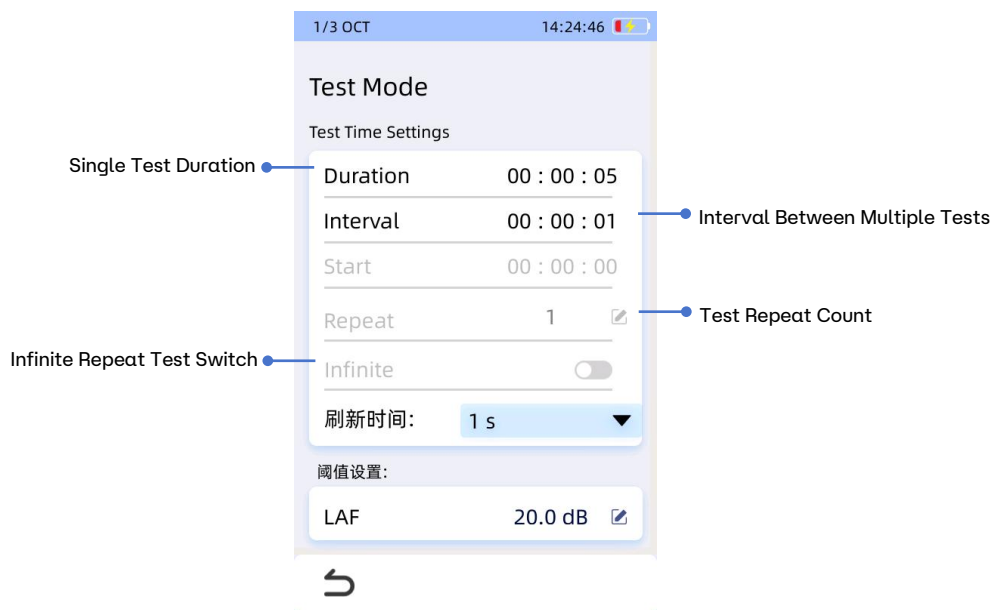 1/3 OCT 14:24:46
Test Mode
Test Time Settings
Single Test Duration
Duration 00 : 00 : 05
Interval 00 : 00 : 01
Interval Between Multiple Tests
Start 00 : 00 : 00
Repeat 1
Test Repeat Count
Infinite Repeat Test Switch
Infinite
刷新时间: 1 s
阈值设置:
LAF 20.0 dB